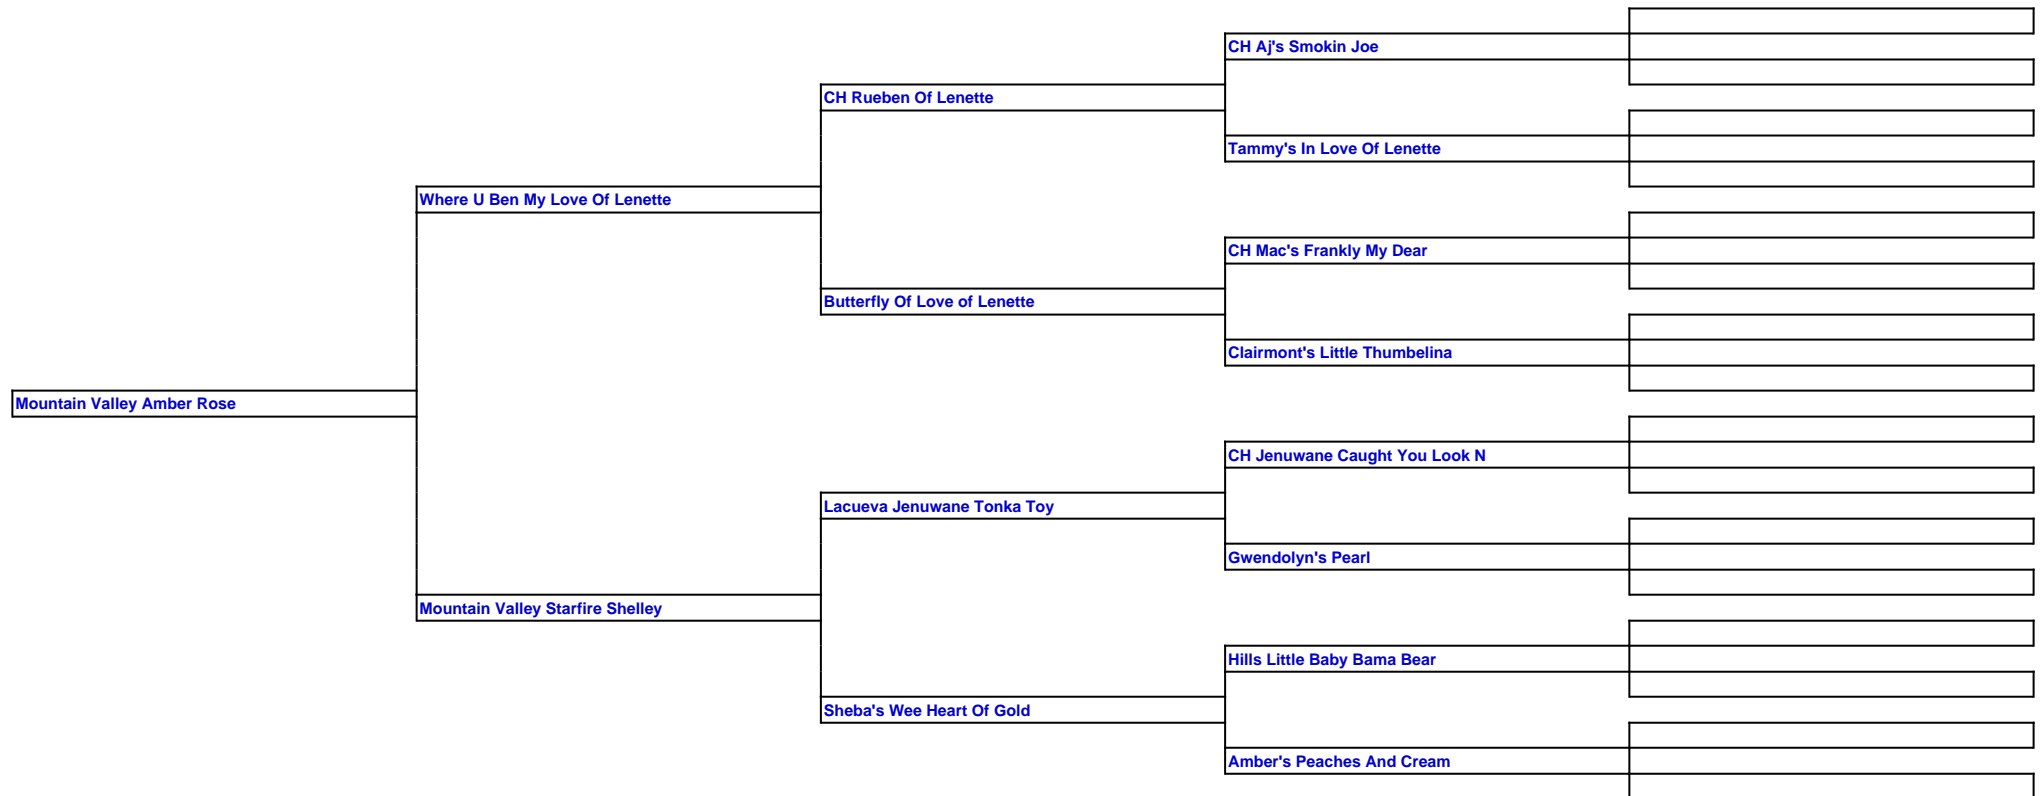 CH Aj's Smokin Joe
CH Rueben Of Lenette
Tammy's In Love Of Lenette
Where U Ben My Love Of Lenette
CH Mac's Frankly My Dear
Butterfly Of Love of Lenette
Clairmont's Little Thumbelina
Mountain Valley Amber Rose
CH Jenuwane Caught You Look N
Lacueva Jenuwane Tonka Toy
Gwendolyn's Pearl
Mountain Valley Starfire Shelley
Hills Little Baby Bama Bear
Sheba's Wee Heart Of Gold
Amber's Peaches And Cream